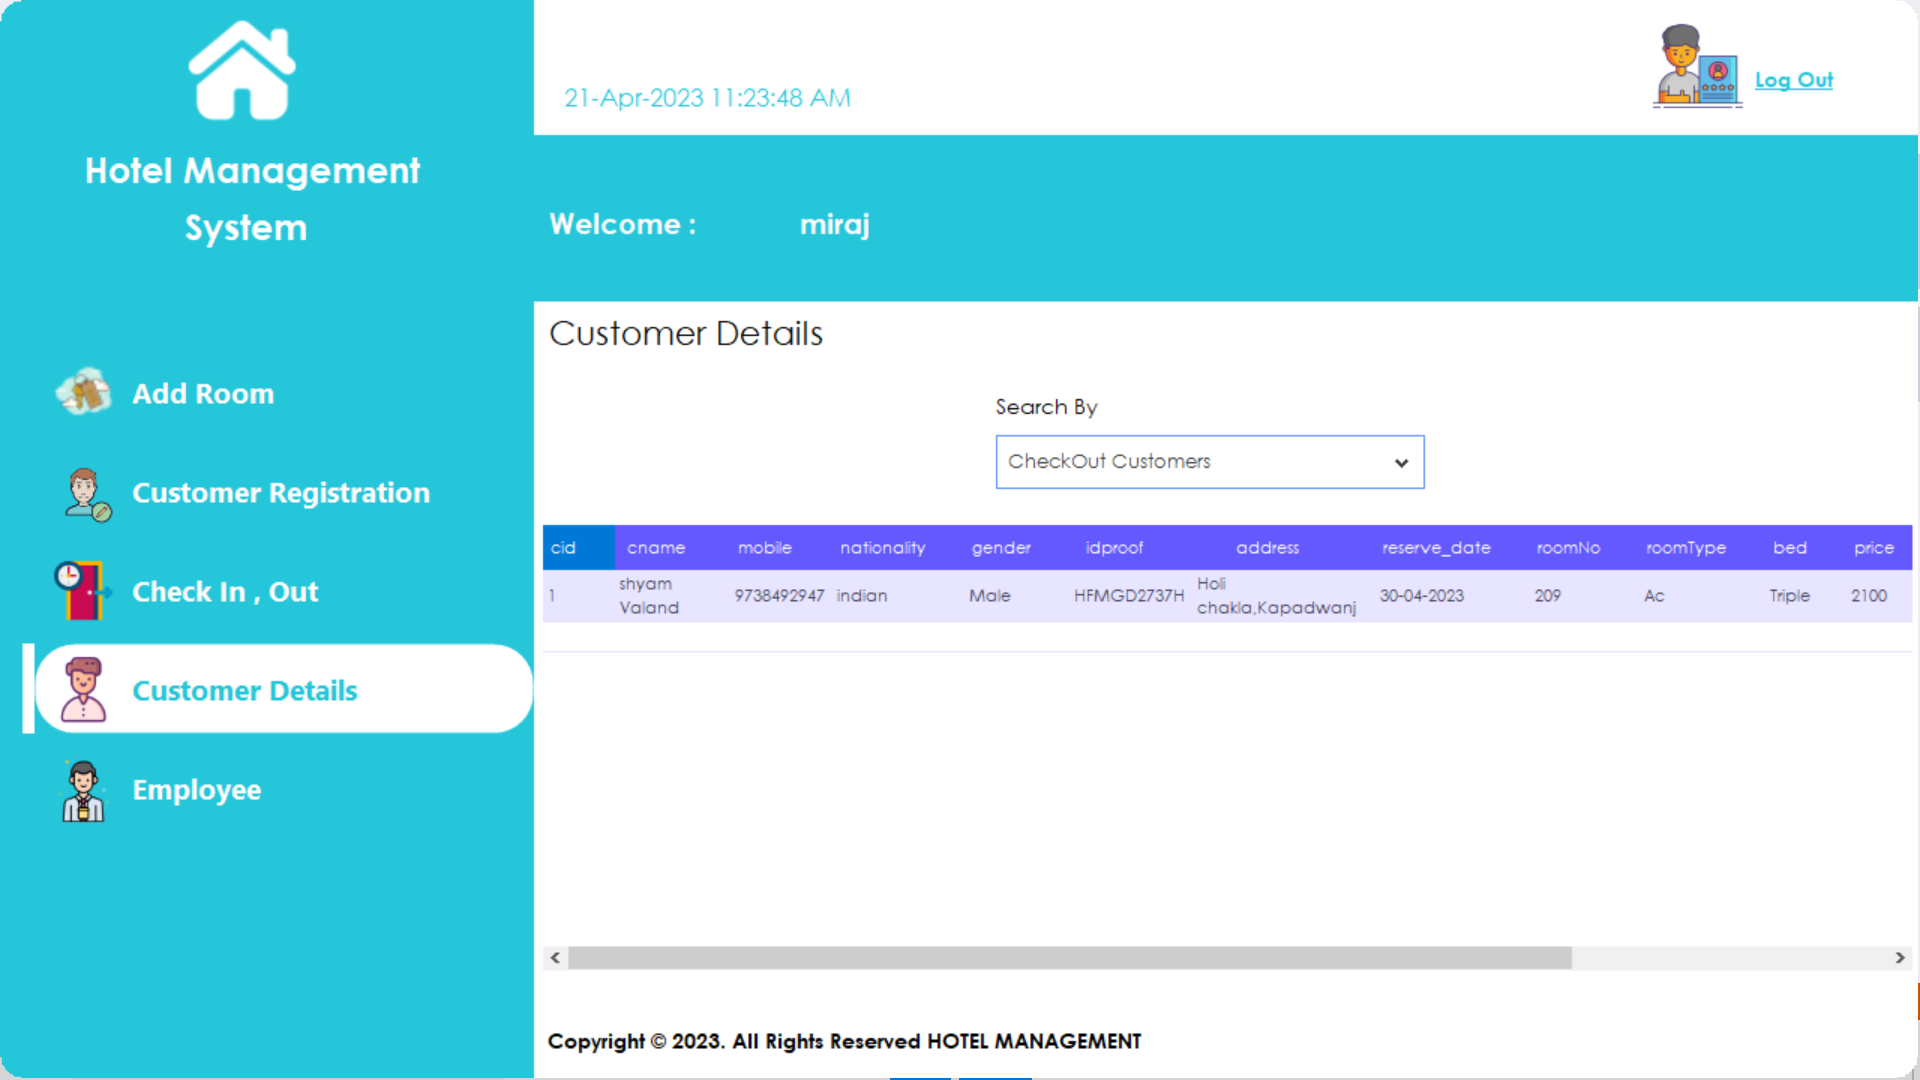 Hotel Management
System
Add Room
Customer Registration
Check In , Out
Customer Details
Employee
21-Apr-2023 11:23:48 AM
Log Out
Welcome : miraj
Customer Details
Search By
CheckOut Customers
cid cname mobile nationality gender idproof address reserve_date roomNo roomType bed price
1 shyam Valand 9738492947 indian Male HFMGD2737H Holi chakla,Kapadwanj 30-04-2023 209 Ac Triple 2100
Copyright © 2023. All Rights Reserved HOTEL MANAGEMENT